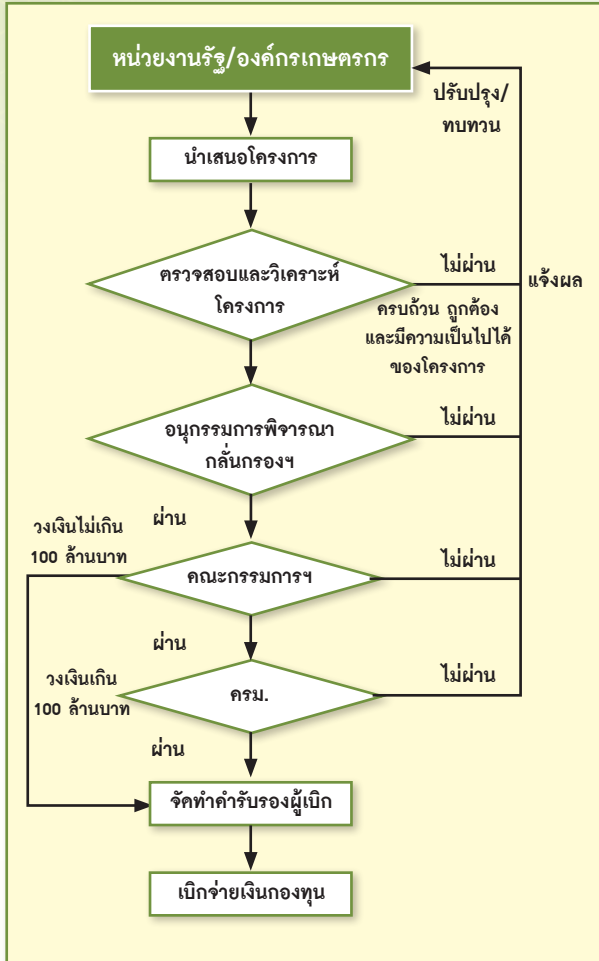 หน่วยงานรัฐ/องค์กรเกษตรกร
ปรับปรุง/
ทบทวน
นำเสนอโครงการ
ตรวจสอบและวิเคราะห์
โครงการ
ไม่ผ่าน
แจ้งผล
ครบถ้วน ถูกต้อง
และมีความเป็นไปได้
ของโครงการ
อนุกรรมการพิจารณา
กลั่นกรองฯ
ไม่ผ่าน
ผ่าน
วงเงินไม่เกิน
100 ล้านบาท
คณะกรรมการฯ
ไม่ผ่าน
ผ่าน
วงเงินเกิน
100 ล้านบาท
ครม.
ไม่ผ่าน
ผ่าน
จัดทำคำรับรองผู้เบิก
เบิกจ่ายเงินกองทุน